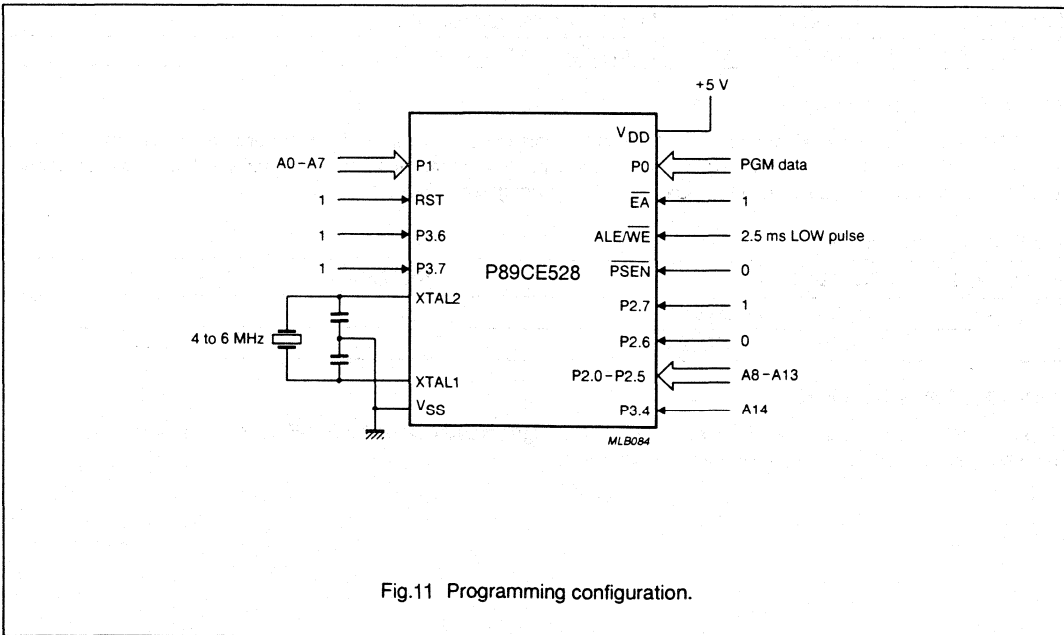 +5 V
V DD
A0–A7 P1 P0 PGM data
1 RST EA 1
1 P3.6 ALE/WE 2.5 ms LOW pulse
1 P3.7 P89CE528 PSEN 0
XTAL2 P2.7 1
4 to 6 MHz P2.6 0
XTAL1 P2.0–P2.5 A8–A13
VSS P3.4 A14
MLB084
Fig.11 Programming configuration.